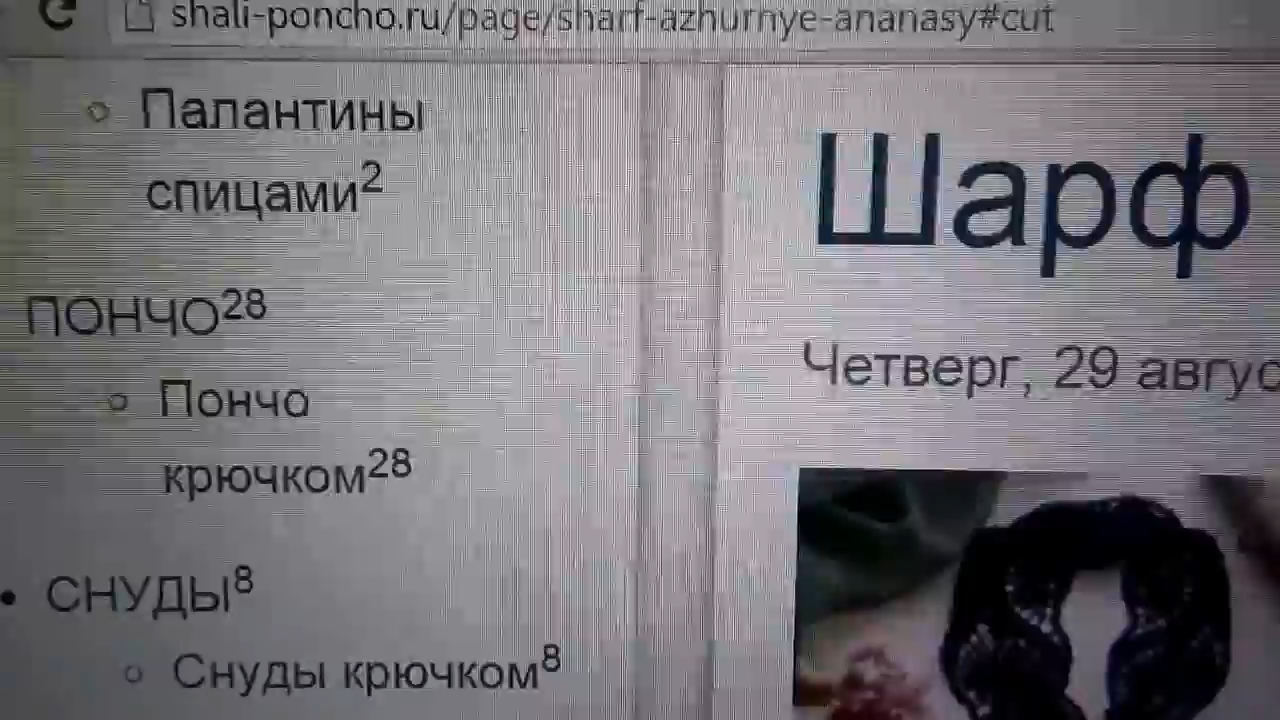 shali-poncho.ru/page/sharf-azhurnye-ananasy#cut
Палантины
спицами2
ПОНЧО28
Пончо
крючком28
СНУДЫ8
Снуды крючком8
Шарф
Четверг, 29 авгус